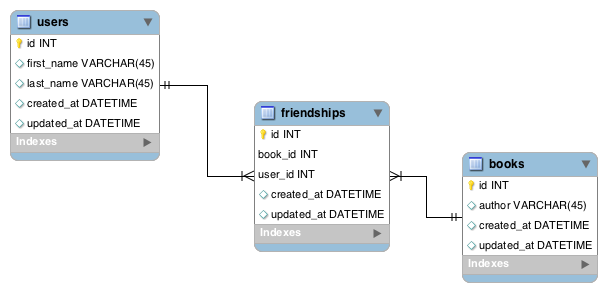 users
id INT
first_name VARCHAR(45)
last_name VARCHAR(45)
created_at DATETIME
updated_at DATETIME
Indexes
friendships
id INT
book_id INT
user_id INT
created_at DATETIME
updated_at DATETIME
Indexes
books
id INT
author VARCHAR(45)
created_at DATETIME
updated_at DATETIME
Indexes